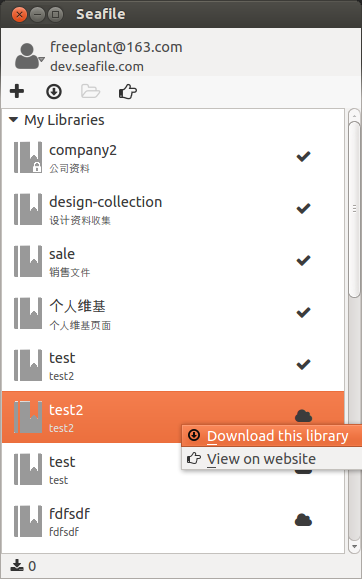 Seafile
freeplant@163.com
dev.seafile.com
My Libraries
company2
公司资料
design-collection
设计资料收集
sale
销售文件
个人维基
个人维基页面
test
test2
test2
test2
Download this library
View on website
test
test
fdfsdf
fdfsdf
0